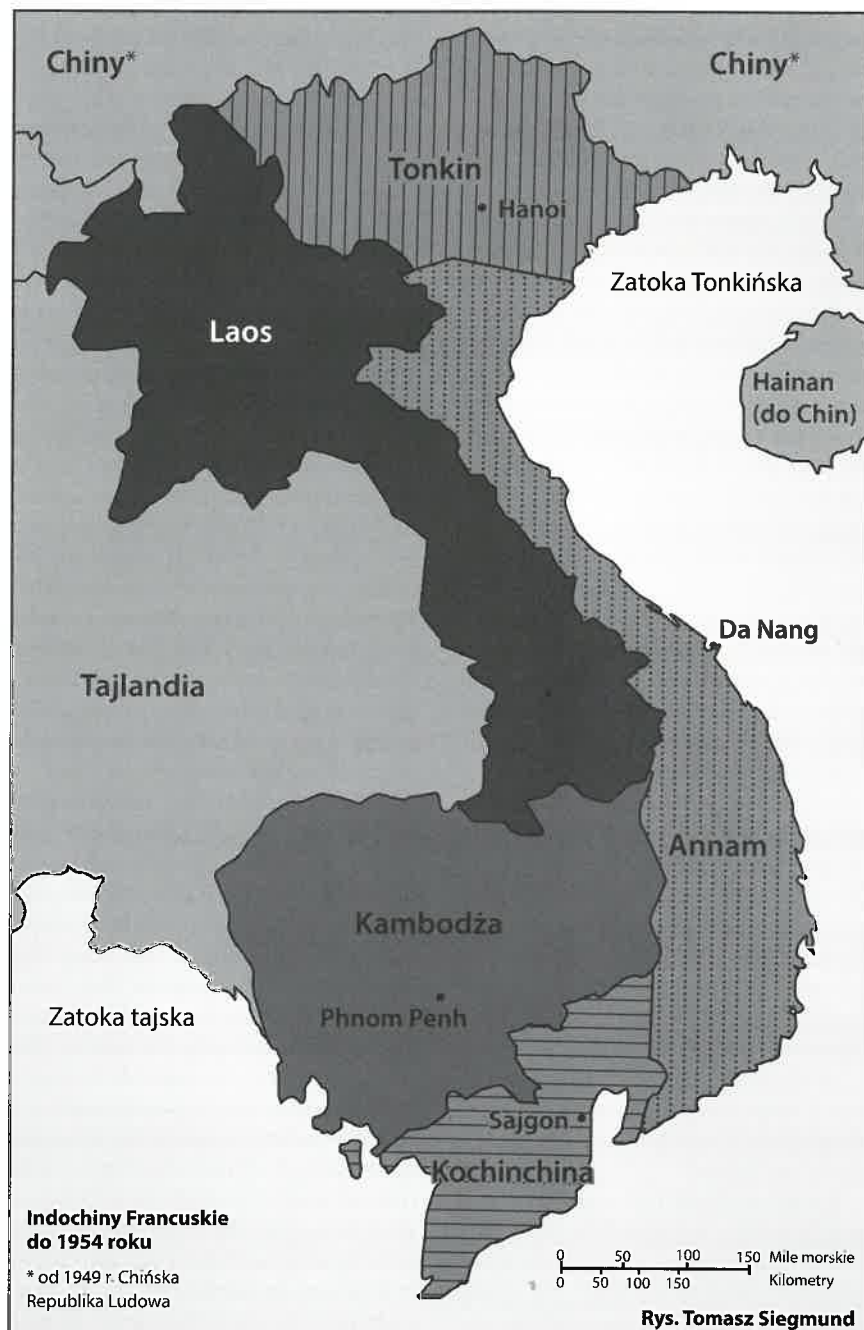 Chiny*
Chiny*
Tonkin
Hanoi
Zatoka Tonkińska
Laos
Hainan
(do Chin)
Da Nang
Tajlandia
Annam
Kambodża
Phnom Penh
Zatoka tajska
Sajgon
Kochinchina
Indochiny Francuskie
do 1954 roku
* od 1949 r. Chińska
Republika Ludowa
0 50 100 150 Mile morskie
0 50 100 150 Kilometry
Rys. Tomasz Siegmund